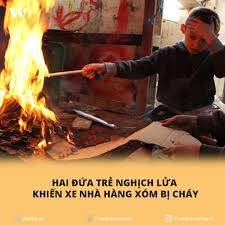 HAI ĐỨA TRẺ NGHỊCH LỬA
KHIẾN XE NHÀ HÀNG XÓM BỊ CHÁY